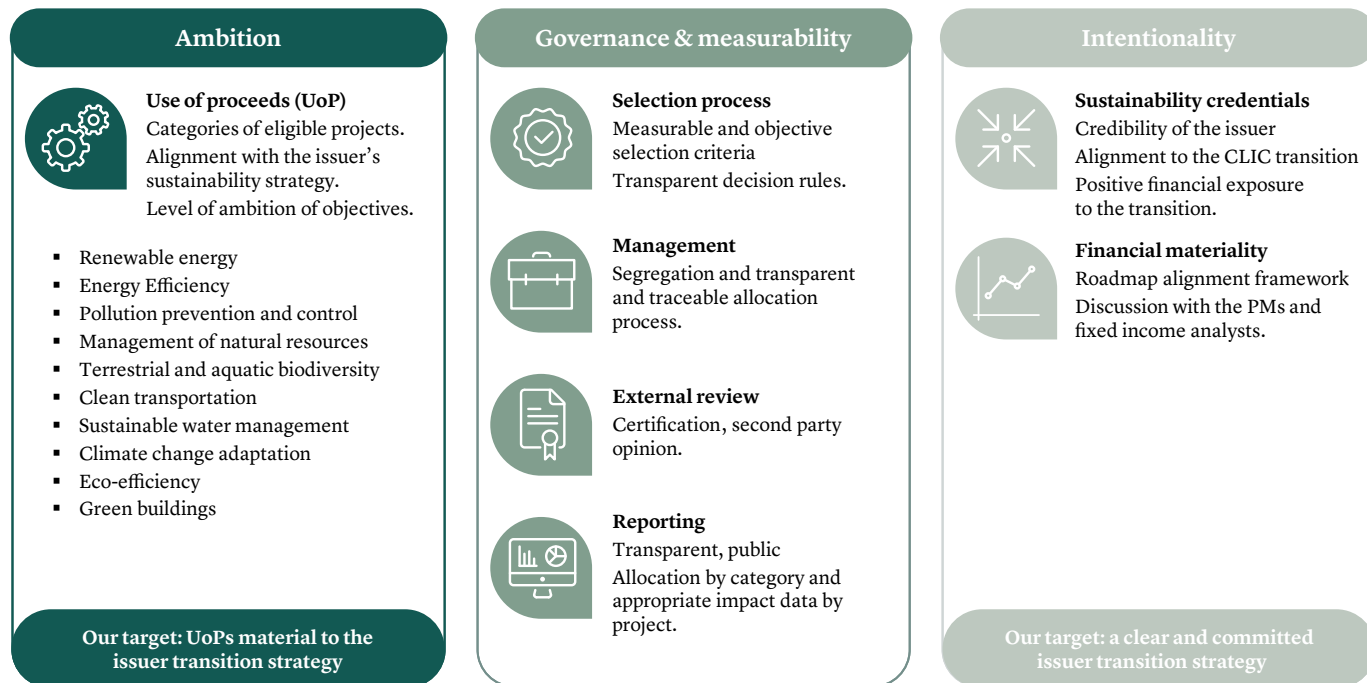 Ambition
Use of proceeds (UoP)
Categories of eligible projects.
Alignment with the issuer’s
sustainability strategy.
Level of ambition of objectives.
▪ Renewable energy
▪ Energy Efficiency
▪ Pollution prevention and control
▪ Management of natural resources
▪ Terrestrial and aquatic biodiversity
▪ Clean transportation
▪ Sustainable water management
▪ Climate change adaptation
▪ Eco-efficiency
▪ Green buildings
Our target: UoPs material to the
issuer transition strategy
Governance & measurability
Selection process
Measurable and objective
selection criteria
Transparent decision rules.
Management
Segregation and transparent
and traceable allocation
process.
External review
Certification, second party
opinion.
Reporting
Transparent, public
Allocation by category and
appropriate impact data by
project.
Intentionality
Sustainability credentials
Credibility of the issuer
Alignment to the CLIC transition
Positive financial exposure
to the transition.
Financial materiality
Roadmap alignment framework
Discussion with the PMs and
fixed income analysts.
Our target: a clear and committed
issuer transition strategy